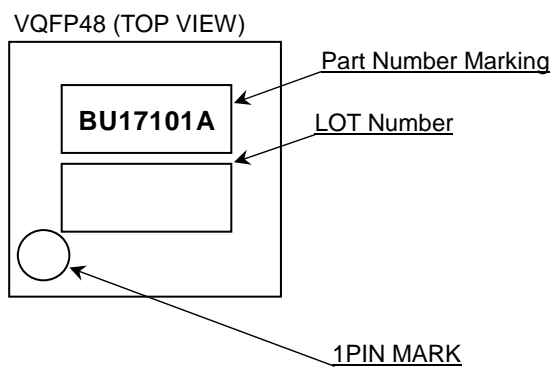 VQFP48 (TOP VIEW)
Part Number Marking
BU17101A
LOT Number
1PIN MARK